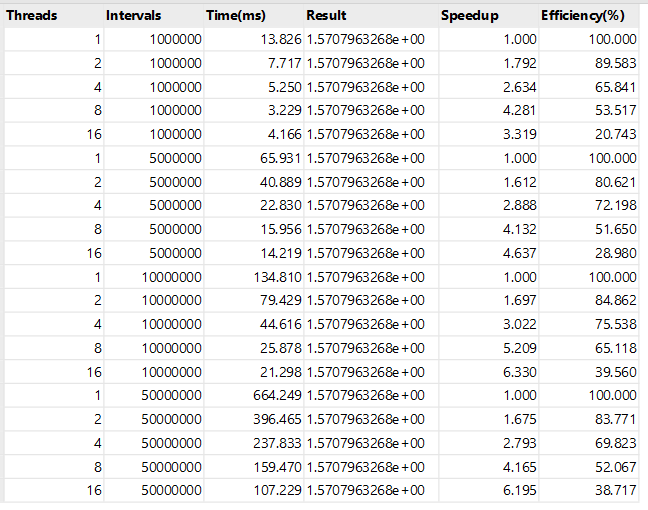 Threads Intervals Time(ms) Result Speedup Efficiency(%)
1 1000000 13.826 1.5707963268e+00 1.000 100.000
2 1000000 7.717 1.5707963268e+00 1.792 89.583
4 1000000 5.250 1.5707963268e+00 2.634 65.841
8 1000000 3.229 1.5707963268e+00 4.281 53.517
16 1000000 4.166 1.5707963268e+00 3.319 20.743
1 5000000 65.931 1.5707963268e+00 1.000 100.000
2 5000000 40.889 1.5707963268e+00 1.612 80.621
4 5000000 22.830 1.5707963268e+00 2.888 72.198
8 5000000 15.956 1.5707963268e+00 4.132 51.650
16 5000000 14.219 1.5707963268e+00 4.637 28.980
1 10000000 134.810 1.5707963268e+00 1.000 100.000
2 10000000 79.429 1.5707963268e+00 1.697 84.862
4 10000000 44.616 1.5707963268e+00 3.022 75.538
8 10000000 25.878 1.5707963268e+00 5.209 65.118
16 10000000 21.298 1.5707963268e+00 6.330 39.560
1 50000000 664.249 1.5707963268e+00 1.000 100.000
2 50000000 396.465 1.5707963268e+00 1.675 83.771
4 50000000 237.833 1.5707963268e+00 2.793 69.823
8 50000000 159.470 1.5707963268e+00 4.165 52.067
16 50000000 107.229 1.5707963268e+00 6.195 38.717